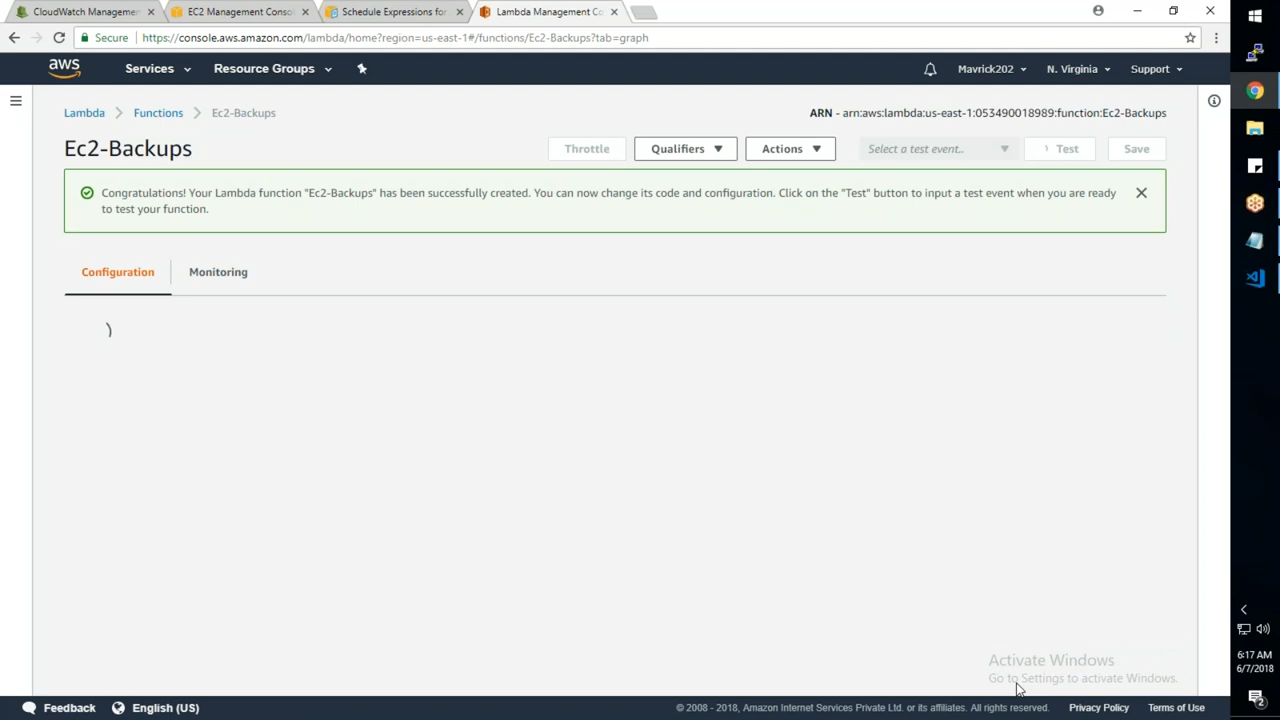 CloudWatch Managemen
EC2 Management Consol
Schedule Expressions for
Lambda Management Co
Secure
https://console.aws.amazon.com/lambda/home?region=us-east-1#/functions/Ec2-Backups?tab=graph
aws
Services
Resource Groups
Mavrick202
N. Virginia
Support
Lambda
Functions
Ec2-Backups
ARN - arn:aws:lambda:us-east-1:053490018989:function:Ec2-Backups
Ec2-Backups
Throttle
Qualifiers
Actions
Select a test event..
Test
Save
Congratulations! Your Lambda function "Ec2-Backups" has been successfully created. You can now change its code and configuration. Click on the "Test" button to input a test event when you are ready
to test your function.
Configuration
Monitoring
Activate Windows
Go to Settings to activate Windows.
6:17 AM
6/7/2018
2
Feedback
English (US)
© 2008 - 2018, Amazon Internet Services Private Ltd. or its affiliates. All rights reserved.
Privacy Policy
Terms of Use